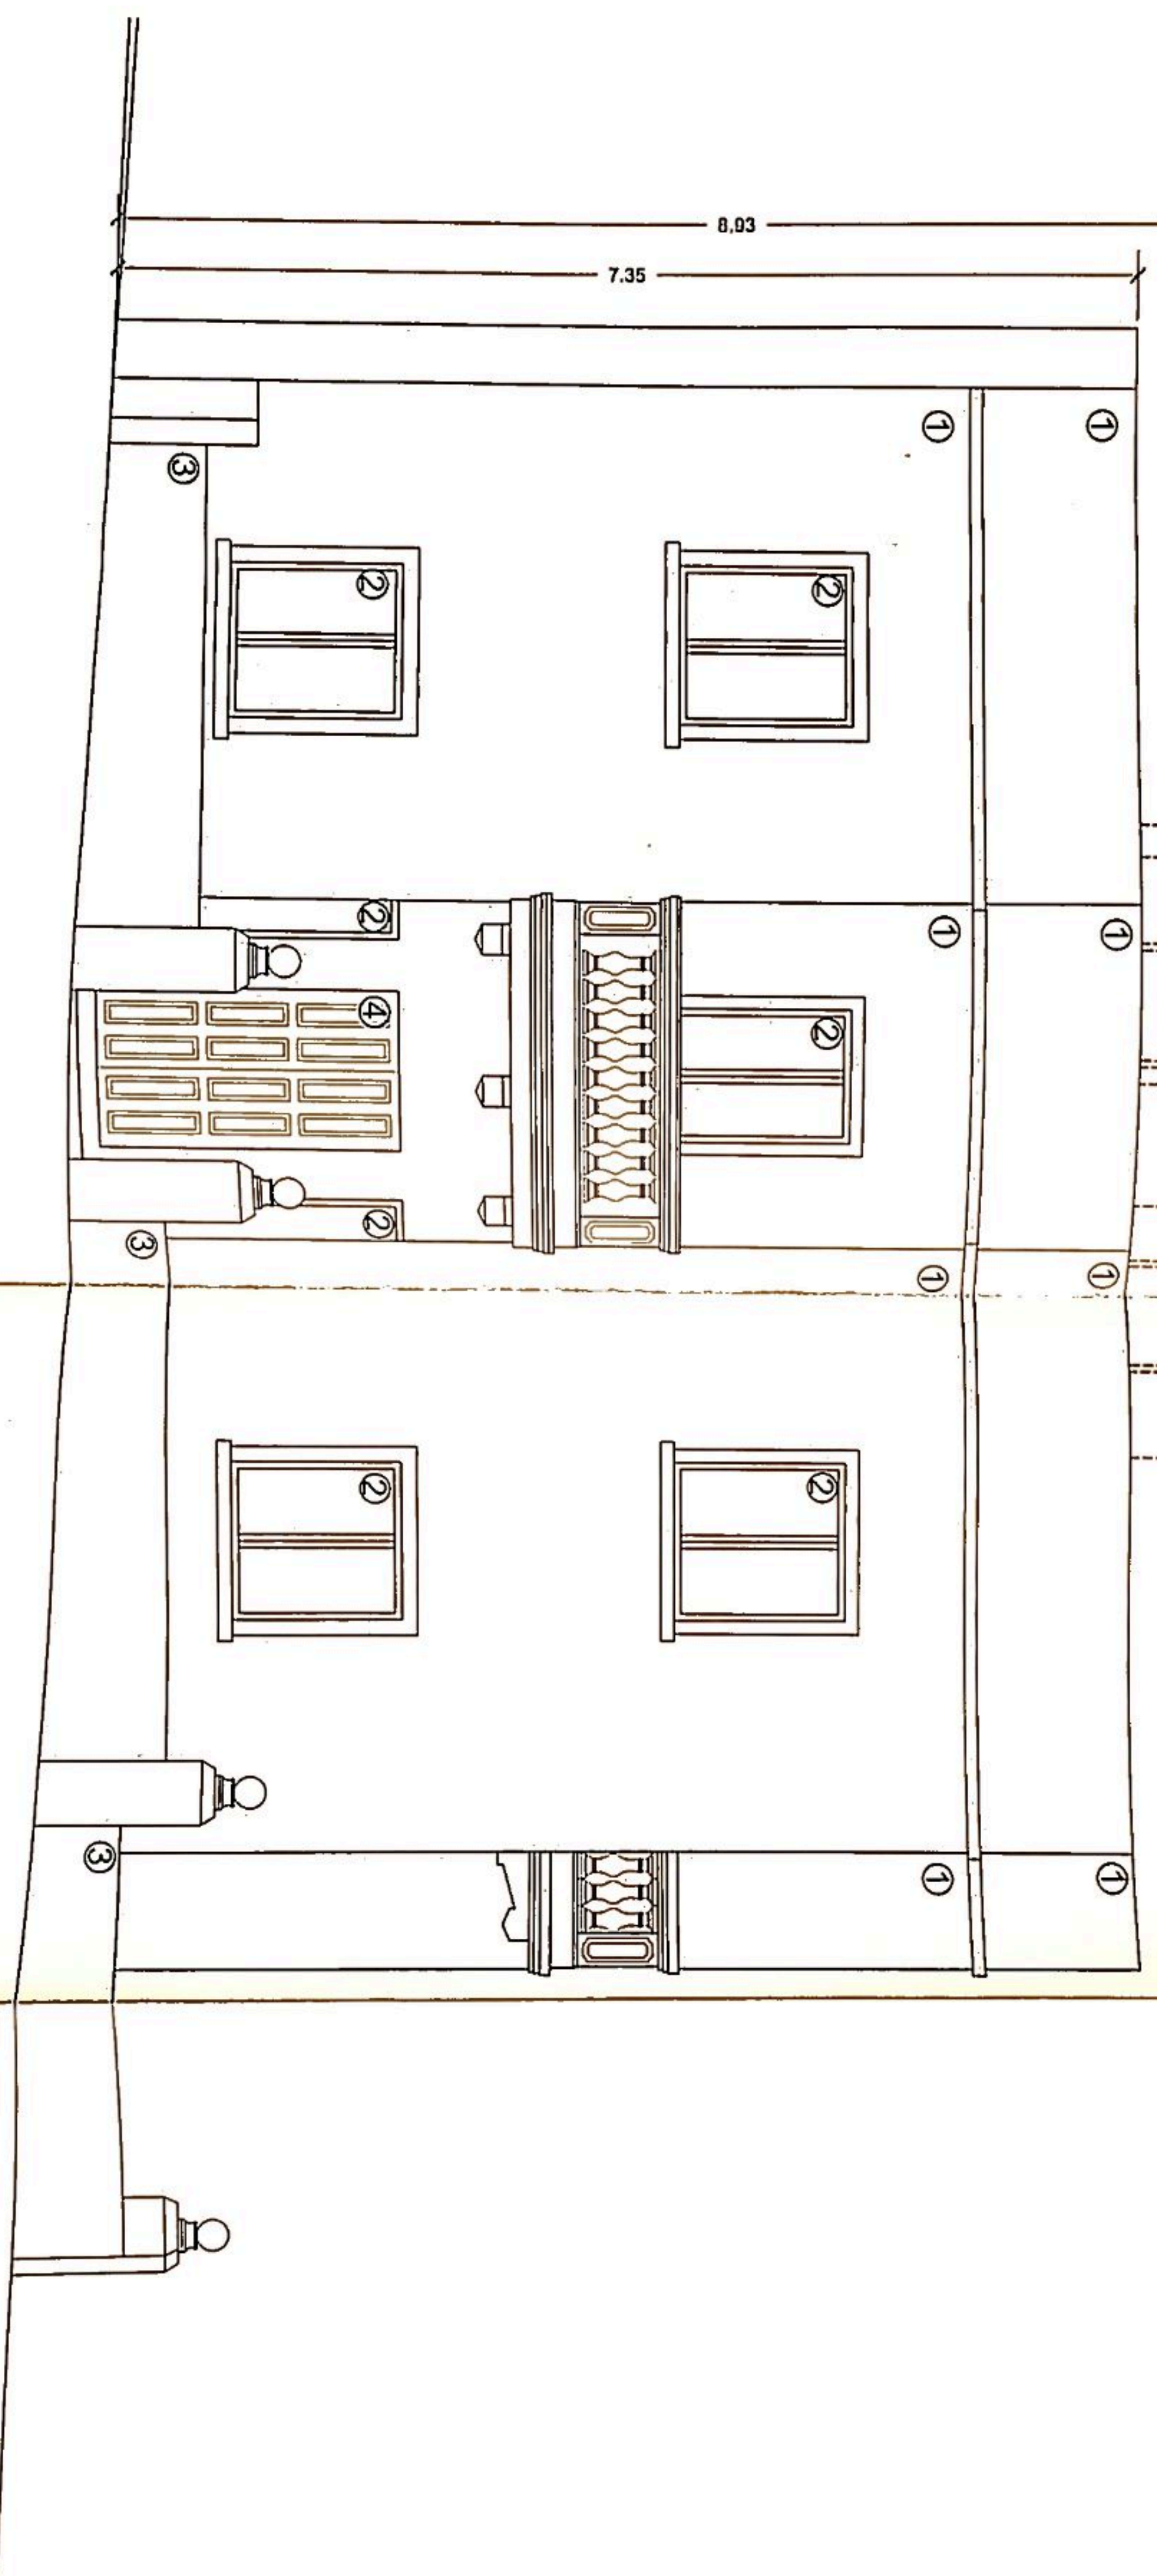 8,93
7.35
① ①
③
② ②
② ① ①
④ ②
②
③ ① ①
② ②
③ ① ①